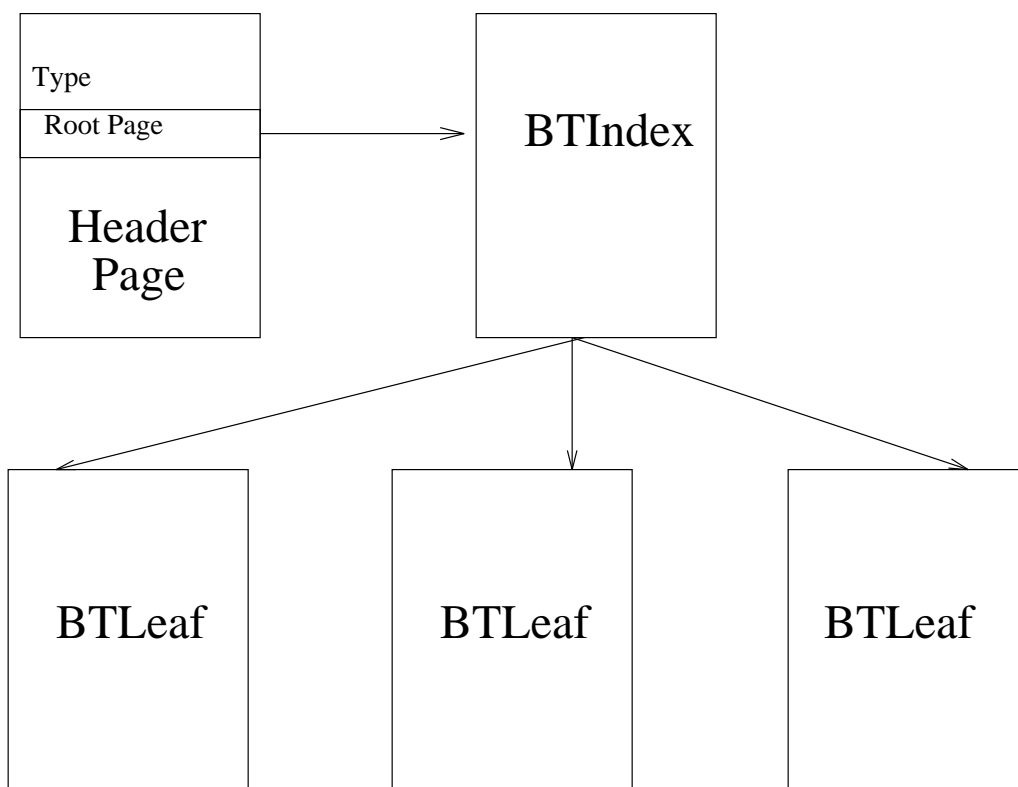 Type
Root Page
Header
Page
BTIndex
BTLeaf
BTLeaf
BTLeaf